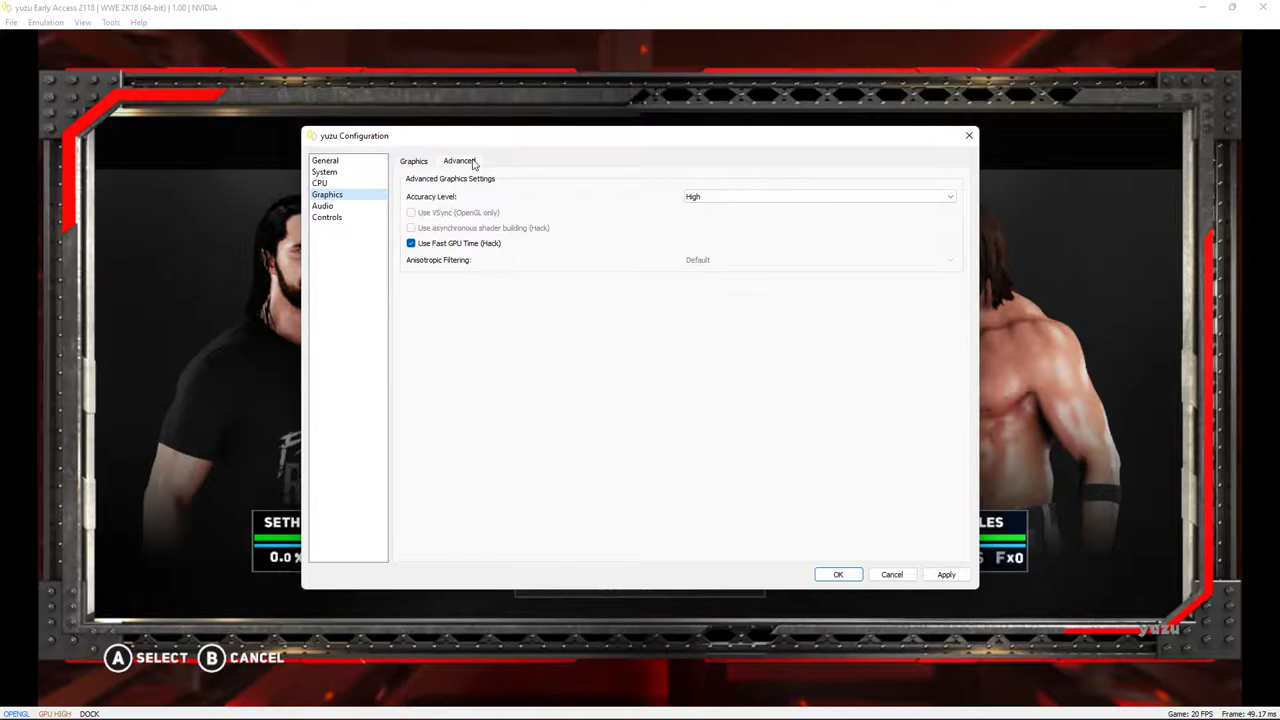 yuzu Early Access 2118 | WWE 2K18 (64-bit) | 1.00 | NVIDIA
File Emulation View Tools Help
yuzu Configuration
General
System
CPU
Graphics
Audio
Controls
Graphics Advanced
Advanced Graphics Settings
Accuracy Level: High
Use VSync (OpenGL only)
Use asynchronous shader building (Hack)
Use Fast GPU Time (Hack)
Anisotropic Filtering: Default
OK Cancel Apply
SETH
0.0 %
LES
Fx0
yuzu
A SELECT B CANCEL
OPENGL GPU HIGH DOCK Game: 20 FPS Frame: 49.17 ms